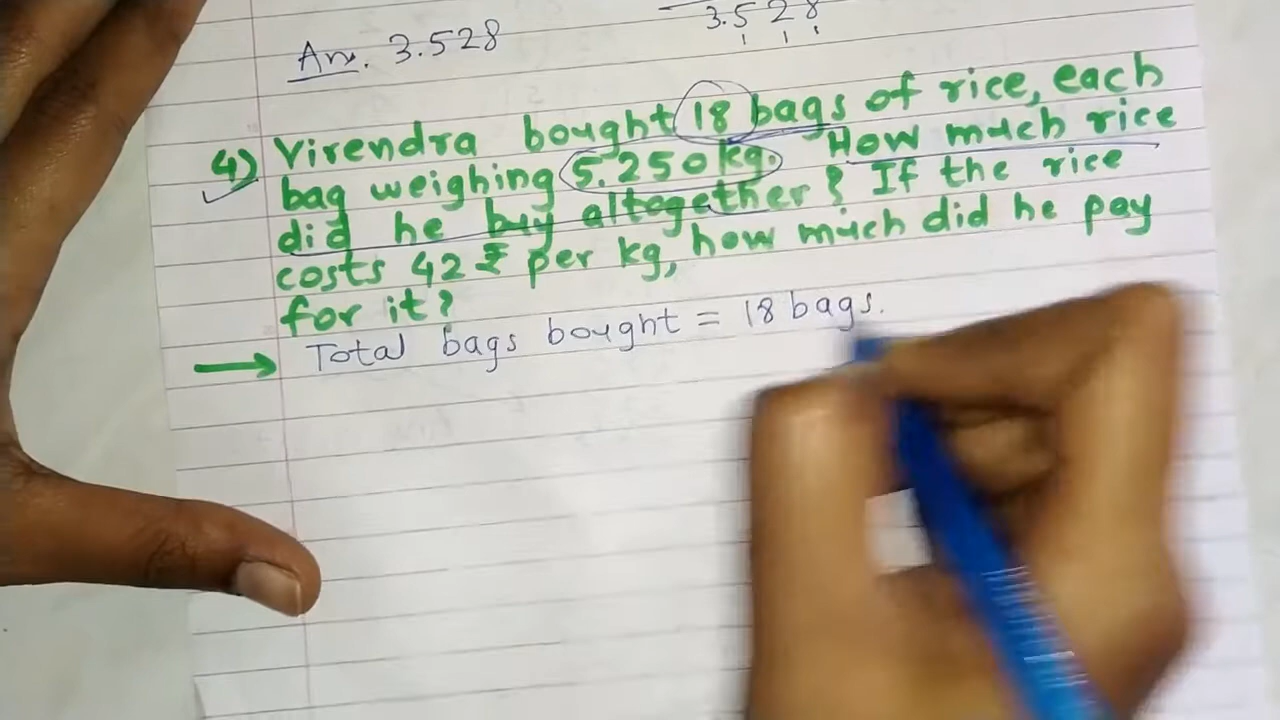 3.528
Ans. 3.528
4) Virendra bought 18 bags of rice, each
bag weighing 5.250 kg. How much rice
did he buy altogether? If the rice
costs 42 ₹ per kg, how much did he pay
for it?
→ Total bags bought = 18 bags.